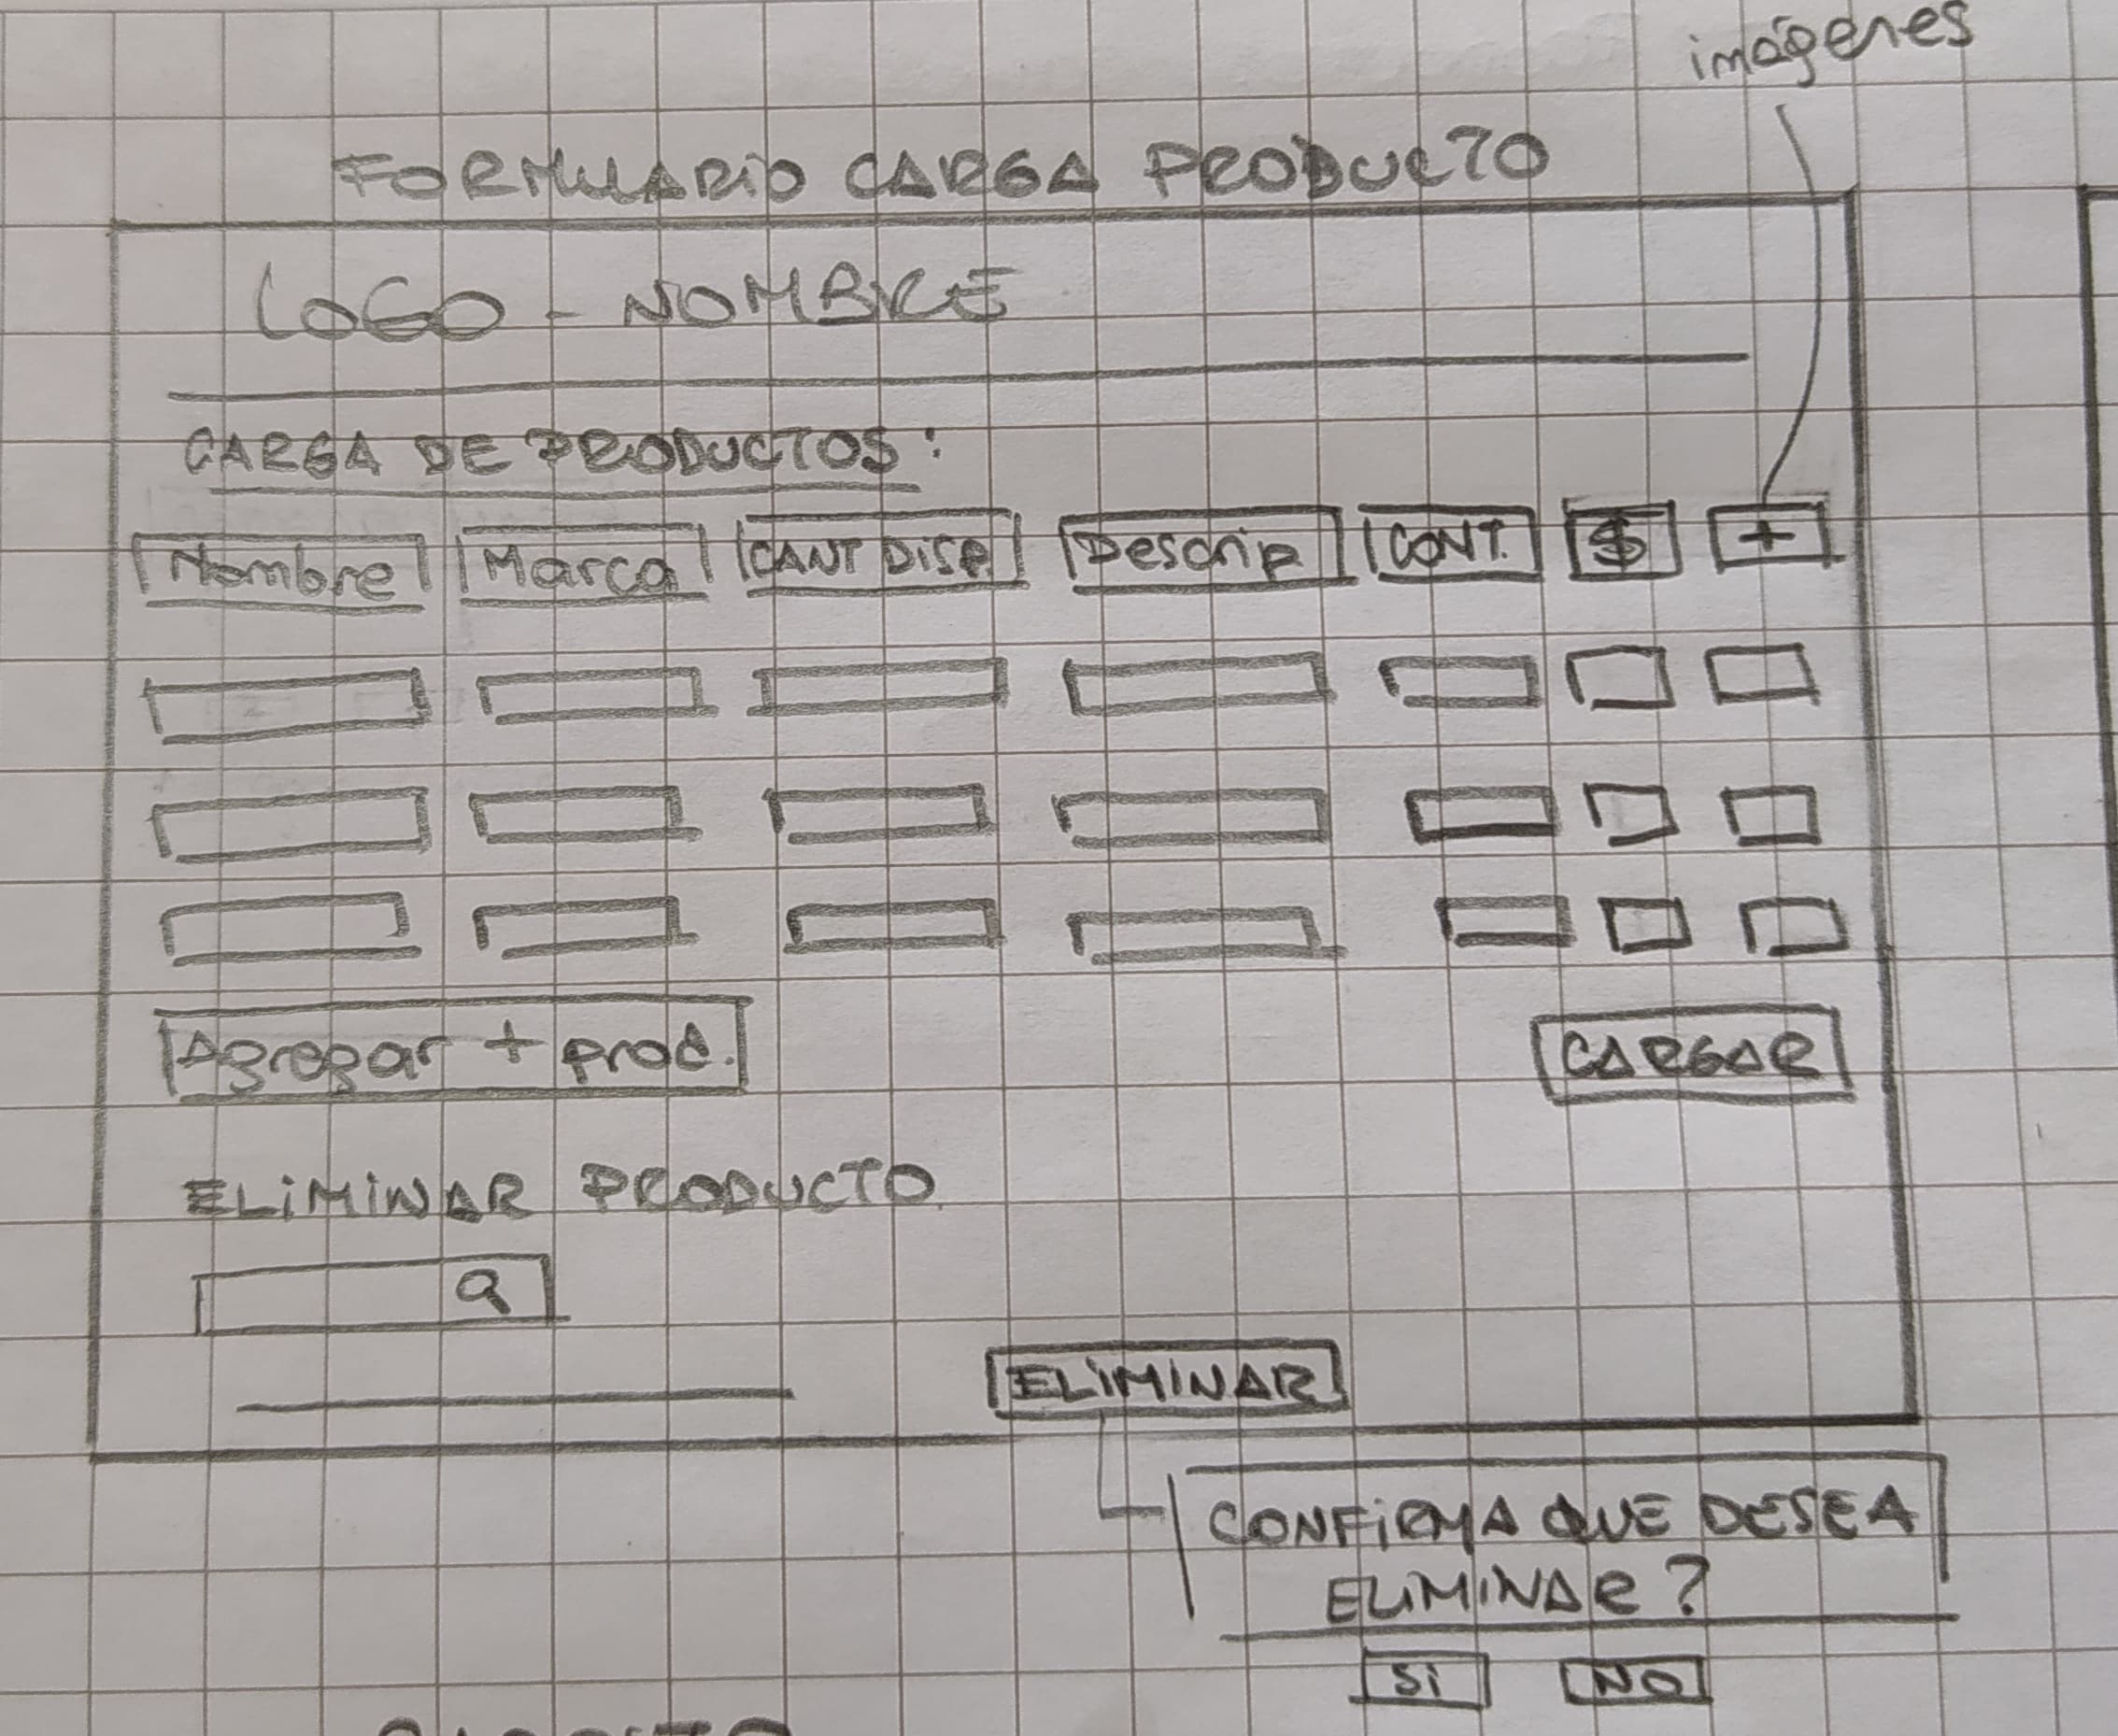 imágenes
FORMULARIO CARGA PRODUCTO
LOGO - NOMBRE
CARGA DE PRODUCTOS:
Nombre Marca CANT DISP Descrip CONT. $ +
Agregar + prod. CARGAR
ELIMINAR PRODUCTO
ELIMINAR
CONFIRMA QUE DESEA
ELIMINAR?
Si NO